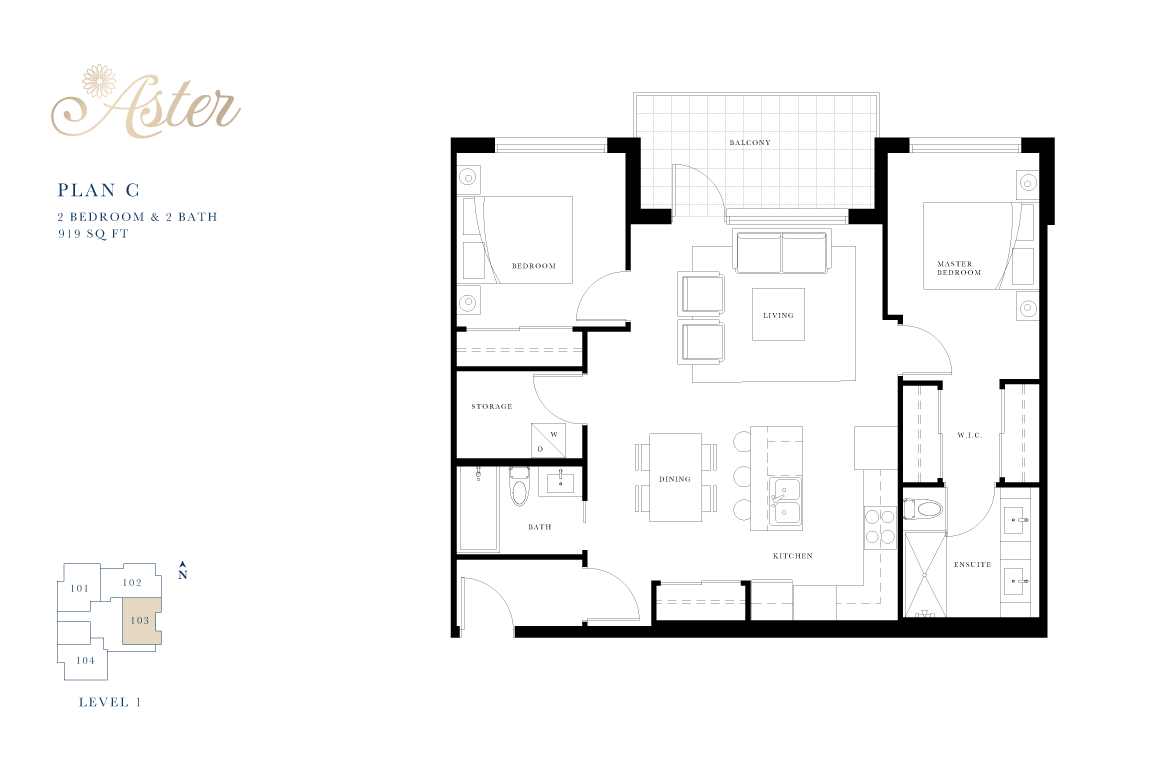 Aster
PLAN C
2 BEDROOM & 2 BATH
919 SQ FT
BALCONY
BEDROOM
MASTER
BEDROOM
LIVING
STORAGE
W
D
W.I.C.
DINING
BATH
KITCHEN
ENSUITE
N
101
102
103
104
LEVEL 1